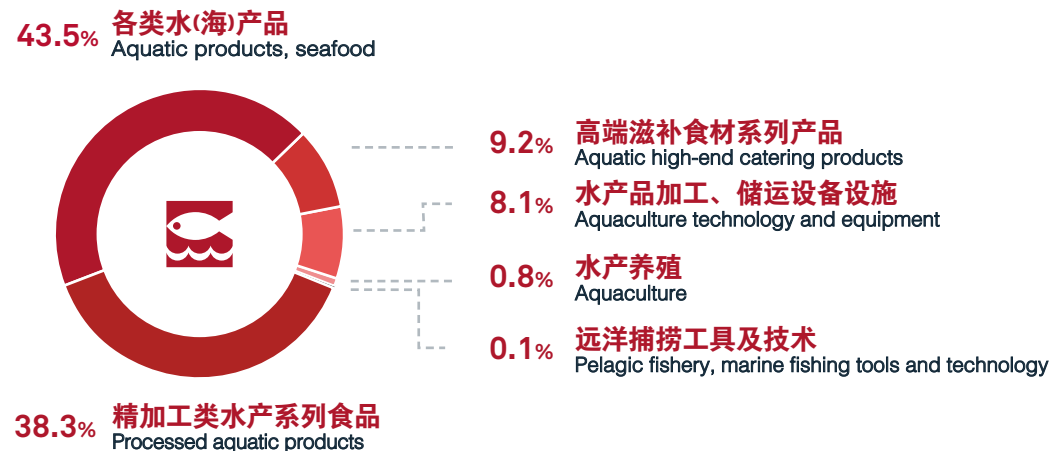 43.5% 各类水(海)产品
Aquatic products, seafood
9.2% 高端滋补食材系列产品
Aquatic high-end catering products
8.1% 水产品加工、储运设备设施
Aquaculture technology and equipment
0.8% 水产养殖
Aquaculture
0.1% 远洋捕捞工具及技术
Pelagic fishery, marine fishing tools and technology
38.3% 精加工类水产系列食品
Processed aquatic products